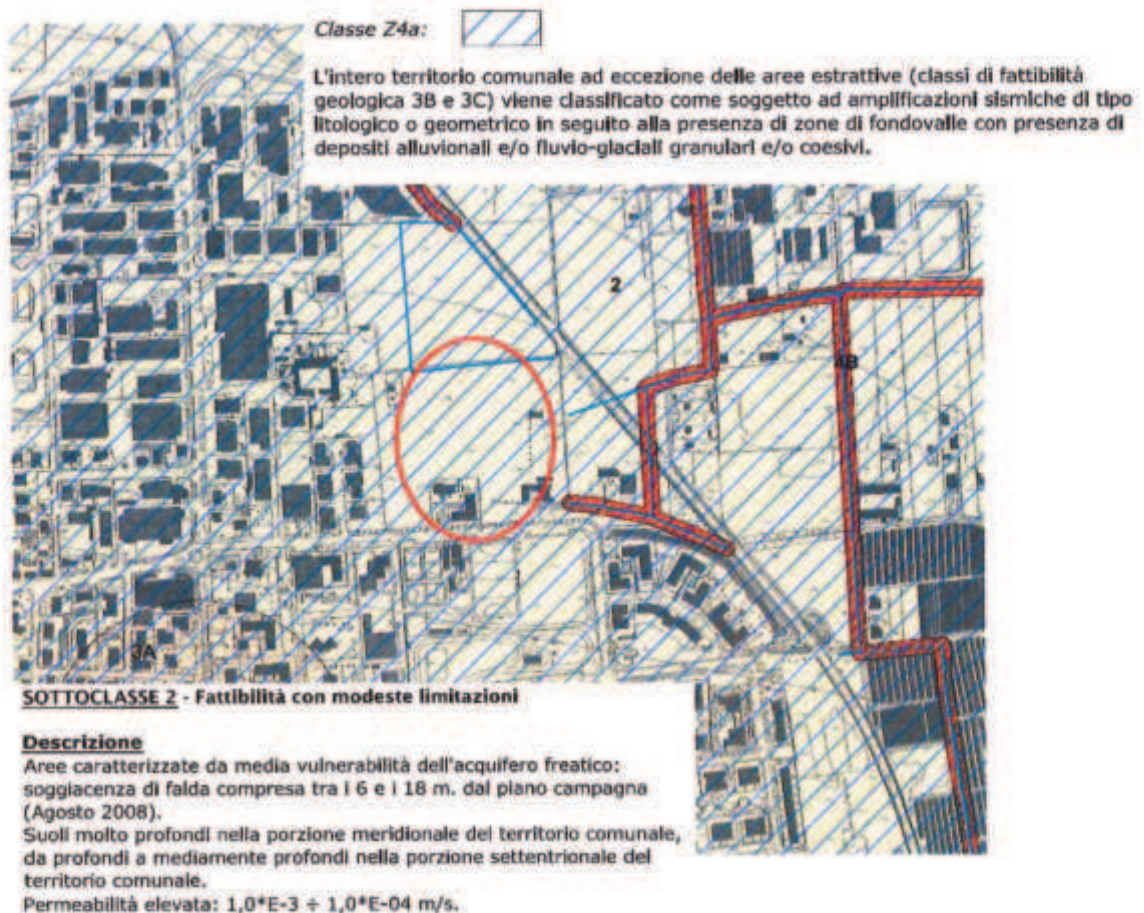 Classe Z4a:
L'intero territorio comunale ad eccezione delle aree estrattive (classi di fattibilità
geologica 3B e 3C) viene classificato come soggetto ad amplificazioni sismiche di tipo
litologico o geometrico in seguito alla presenza di zone di fondovalle con presenza di
depositi alluvionali e/o fluvio-glaciali granulari e/o coesivi.
2
4B
3A
SOTTOCLASSE 2 - Fattibilità con modeste limitazioni
Descrizione
Aree caratterizzate da media vulnerabilità dell'acquifero freatico:
soggiacenza di falda compresa tra i 6 e i 18 m. dal piano campagna
(Agosto 2008).
Suoli molto profondi nella porzione meridionale del territorio comunale,
da profondi a mediamente profondi nella porzione settentrionale del
territorio comunale.
Permeabilità elevata: 1,0*E-3 ÷ 1,0*E-04 m/s.